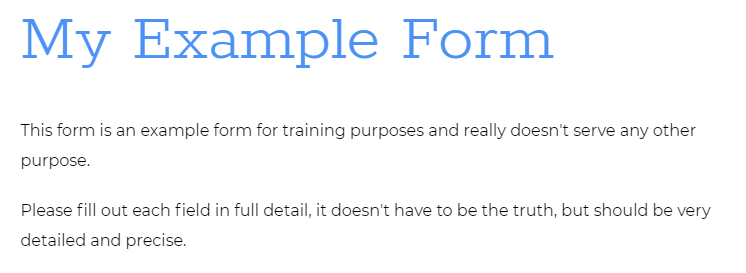 My Example Form
This form is an example form for training purposes and really doesn't serve any other
purpose.
Please fill out each field in full detail, it doesn't have to be the truth, but should be very
detailed and precise.